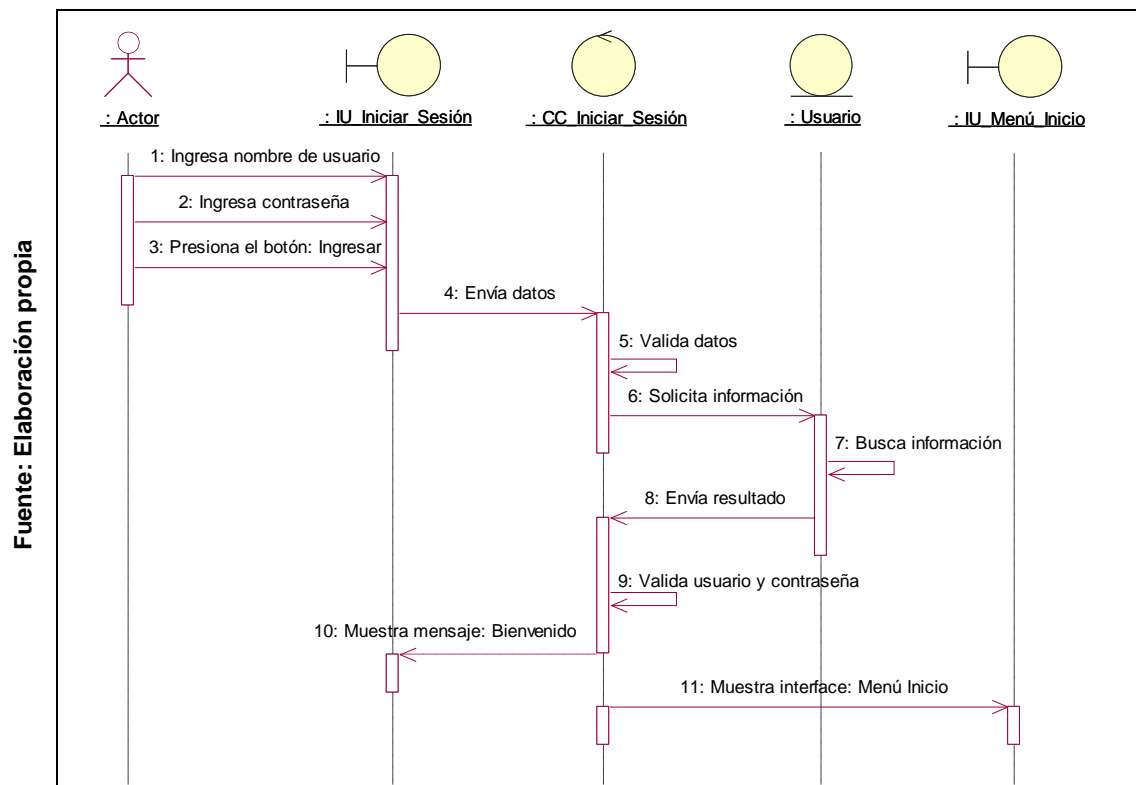 : Actor
: IU_Iniciar_Sesión
: CC_Iniciar_Sesión
: Usuario
: IU_Menú_Inicio
1: Ingresa nombre de usuario
2: Ingresa contraseña
3: Presiona el botón: Ingresar
4: Envía datos
5: Valida datos
6: Solicita información
7: Busca información
8: Envía resultado
9: Valida usuario y contraseña
10: Muestra mensaje: Bienvenido
11: Muestra interface: Menú Inicio
Fuente: Elaboración propia